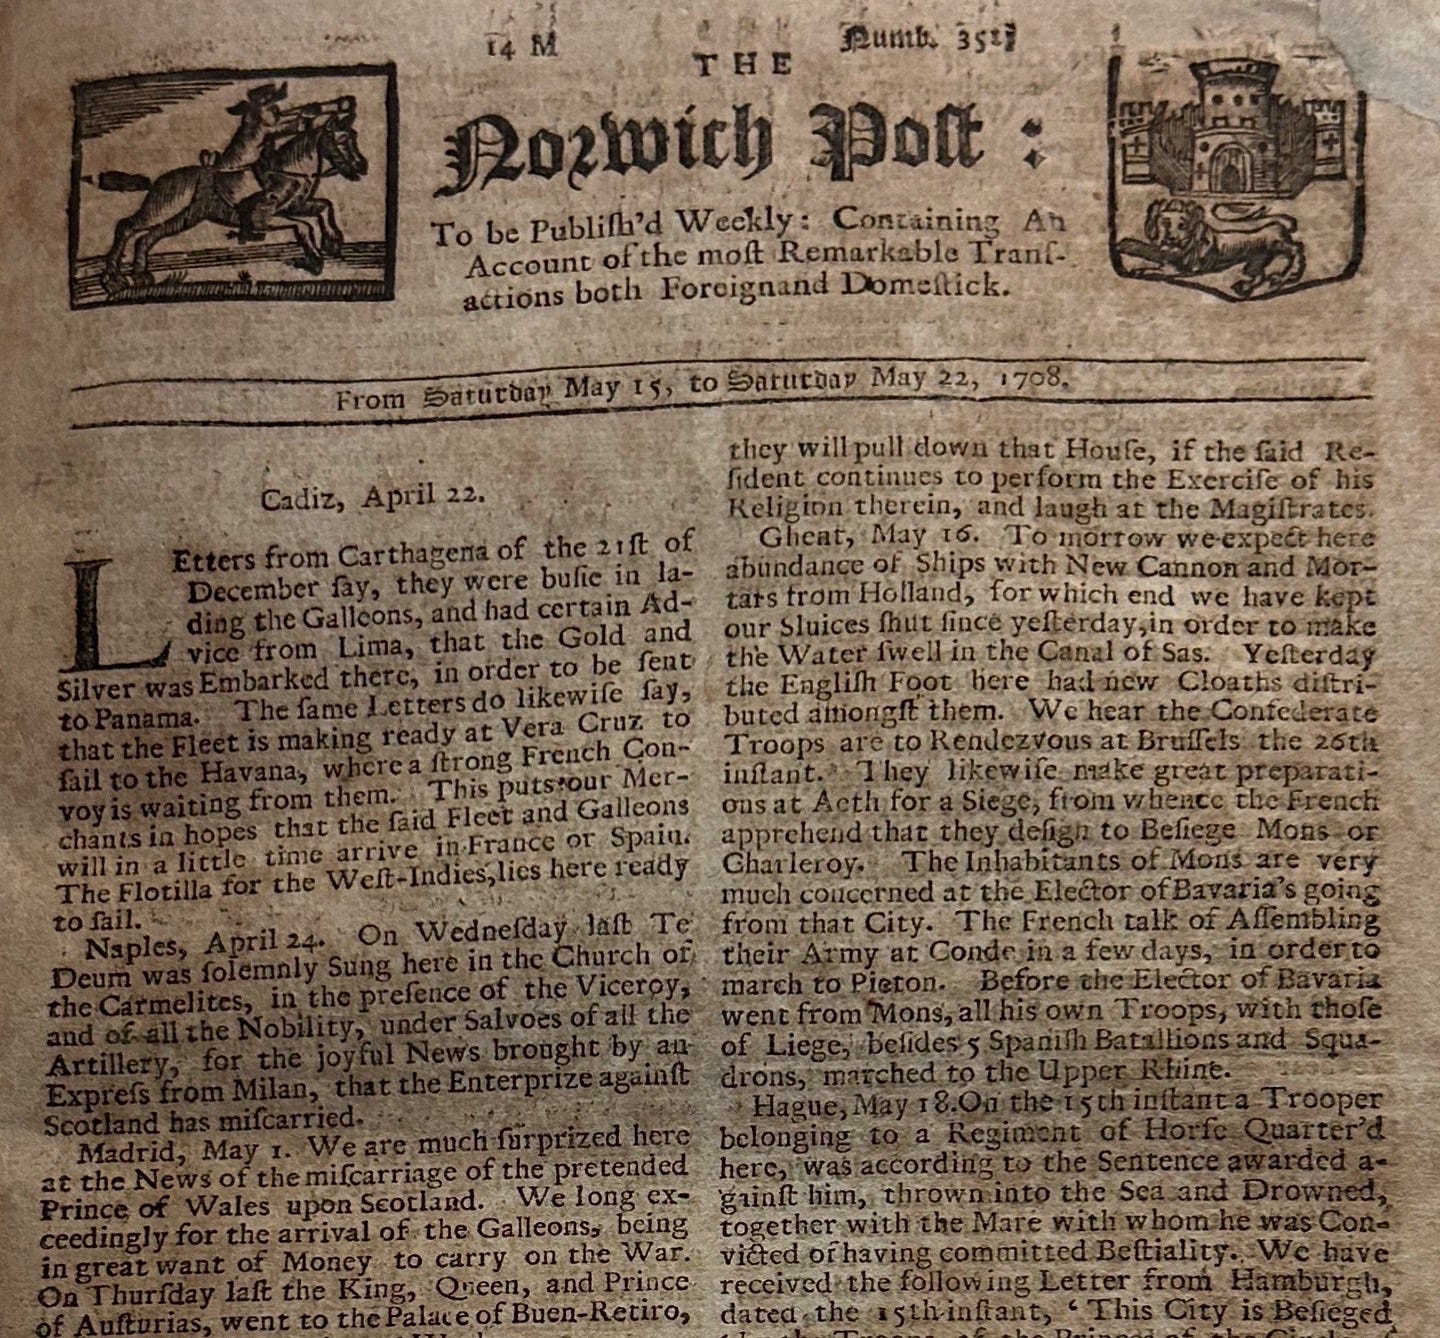 14 M
Numb. 351
THE
Norwich Poſt :
To be Publiſh'd Weekly: Containing An
Account of the moſt Remarkable Tranſ-
actions both Foreignand Domeſtick.
From Saturday May 15, to Saturday May 22, 1708.
Cadiz, April 22.
LEtters from Carthagena of the 21ſt of
December ſay, they were buſie in la-
ding the Galleons, and had certain Ad-
vice from Lima, that the Gold and
Silver was Embarked there, in order to be ſent
to Panama. The ſame Letters do likewiſe ſay,
that the Fleet is making ready at Vera Cruz to
ſail to the Havana, where a ſtrong French Con-
voy is waiting from them. This puts our Mer-
chants in hopes that the ſaid Fleet and Galleons
will in a little time arrive in France or Spain.
The Flotilla for the Weſt-Indies, lies here ready
to ſail.
Naples, April 24. On Wedneſday laſt Te
Deum was ſolemnly Sung here in the Church of
the Carmelites, in the preſence of the Viceroy,
and of all the Nobility, under Salvoes of all the
Artillery, for the joyful News brought by an
Expreſs from Milan, that the Enterprize againſt
Scotland has miſcarried.
Madrid, May 1. We are much ſurprized here
at the News of the miſcarriage of the pretended
Prince of Wales upon Scotland. We long ex-
ceedingly for the arrival of the Galleons, being
in great want of Money to carry on the War.
On Thurſday laſt the King, Queen, and Prince
of Auſturias, went to the Palace of Buen-Retiro,
they will pull down that Houſe, if the ſaid Re-
ſident continues to perform the Exerciſe of his
Religion therein, and laugh at the Magiſtrates.
Gheat, May 16. To morrow we expect here
abundance of Ships with New Cannon and Mor-
tars from Holland, for which end we have kept
our Sluices ſhut ſince yeſterday, in order to make
the Water ſwell in the Canal of Sas. Yeſterday
the Engliſh Foot here had new Cloaths diſtri-
buted amongſt them. We hear the Confederate
Troops are to Rendezvous at Bruſſels the 26th
inſtant. They likewiſe make great preparati-
ons at Aeth for a Siege, from whence the French
apprehend that they deſign to Beſiege Mons or
Charleroy. The Inhabitants of Mons are very
much concerned at the Elector of Bavaria's going
from that City. The French talk of Aſſembling
their Army at Conde in a few days, in order to
march to Pieton. Before the Elector of Bavaria
went from Mons, all his own Troops, with thoſe
of Liege, beſides 5 Spaniſh Batallions and Squa-
drons, marched to the Upper Rhine.
Hague, May 18. On the 15th inſtant a Trooper
belonging to a Regiment of Horſe Quarter'd
here, was according to the Sentence awarded a-
gainſt him, thrown into the Sea and Drowned,
together with the Mare with whom he was Con-
victed of having committed Beſtiality. We have
received the following Letter from Hamburgh,
dated the 15th inſtant, ‘ This City is Beſieged